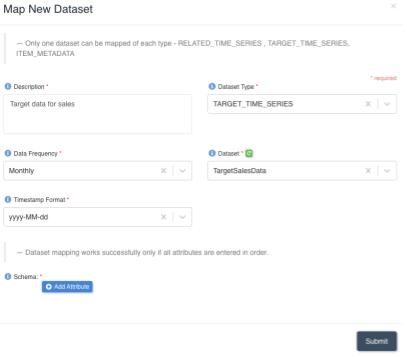 Map New Dataset
— Only one dataset can be mapped of each type - RELATED_TIME_SERIES , TARGET_TIME_SERIES,
ITEM_METADATA
* required
Description *
Dataset Type *
Target data for sales
TARGET_TIME_SERIES
Data Frequency *
Dataset *
Monthly
TargetSalesData
Timestamp Format *
yyyy-MM-dd
— Dataset mapping works successfully only if all attributes are entered in order.
Schema: *
Add Attribute
Submit